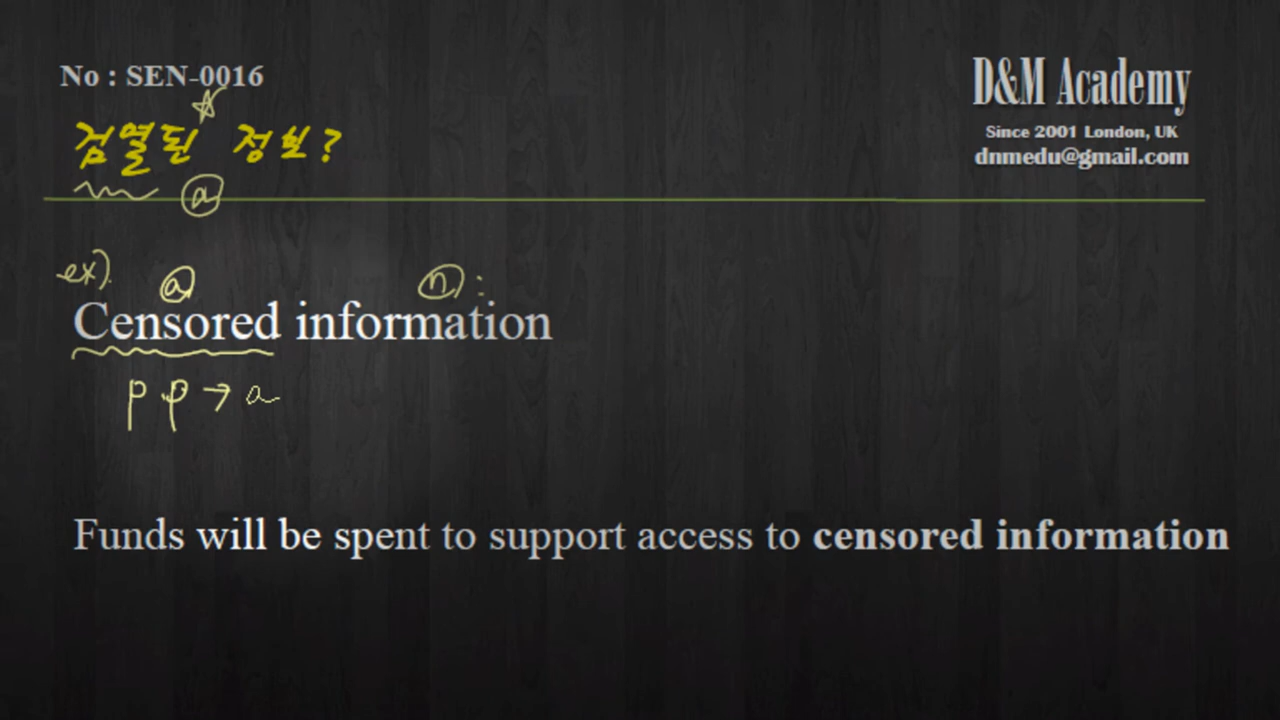 No : SEN-0016
검열된 정보?
a
D&M Academy
Since 2001 London, UK
dnmedu@gmail.com
ex).
a n :
Censored information
p.p → a
Funds will be spent to support access to censored information